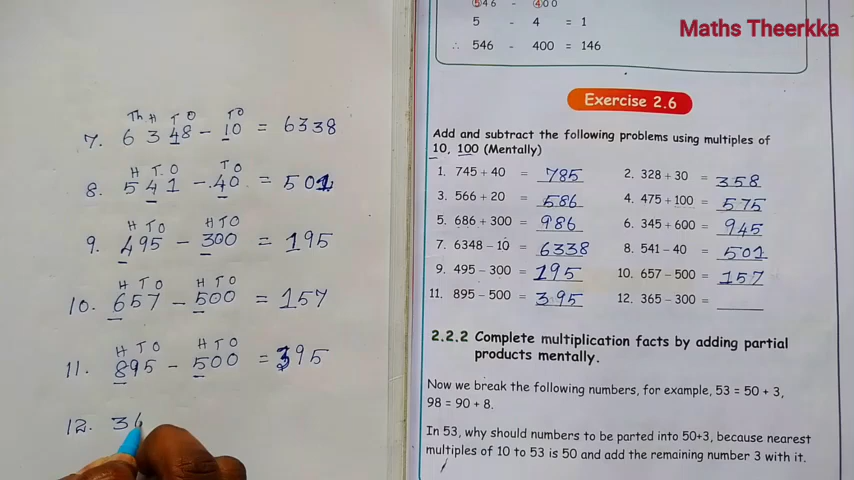 Th H T O T O
7. 6348 - 10 = 6338
H T O T O
8. 541 - 40 = 501
H T O H T O
9. 495 - 300 = 195
H T O H T O
10. 657 - 500 = 157
H T O H T O
11. 895 - 500 = 395
12. 36
546 - 400
5 - 4 = 1
∴ 546 - 400 = 146
Maths Theerkka
Exercise 2.6
Add and subtract the following problems using multiples of
10, 100 (Mentally)
1. 745 + 40 = 785 2. 328 + 30 = 358
3. 566 + 20 = 586 4. 475 + 100 = 575
5. 686 + 300 = 986 6. 345 + 600 = 945
7. 6348 – 10 = 6338 8. 541 – 40 = 501
9. 495 – 300 = 195 10. 657 – 500 = 157
11. 895 – 500 = 395 12. 365 – 300 = ______
2.2.2 Complete multiplication facts by adding partial
products mentally.
Now we break the following numbers, for example, 53 = 50 + 3,
98 = 90 + 8.
In 53, why should numbers to be parted into 50+3, because nearest
multiples of 10 to 53 is 50 and add the remaining number 3 with it.